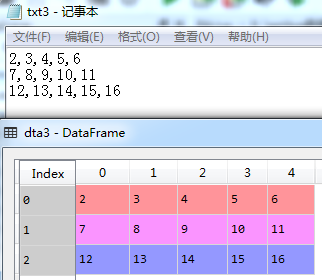 txt3 - 记事本
文件(F) 编辑(E) 格式(O) 查看(V) 帮助(H)
2,3,4,5,6
7,8,9,10,11
12,13,14,15,16
dta3 - DataFrame
Index 0 1 2 3 4
0 2 3 4 5 6
1 7 8 9 10 11
2 12 13 14 15 16